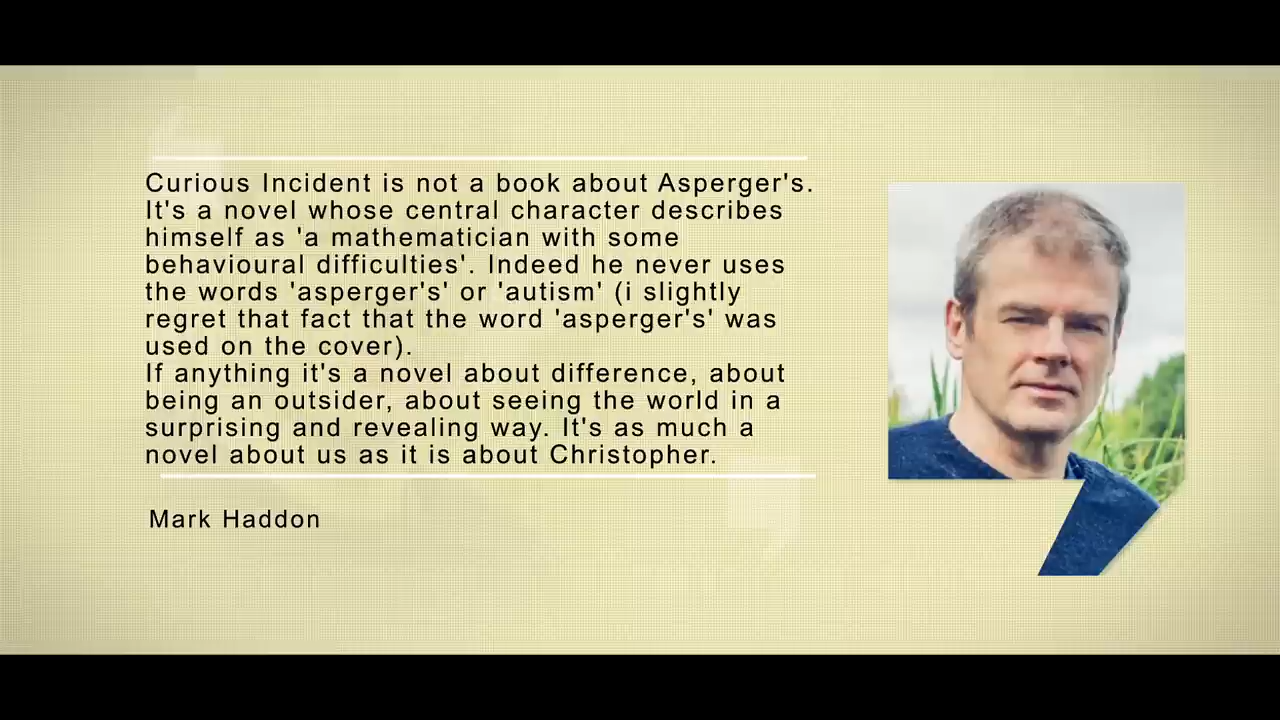 Curious Incident is not a book about Asperger's.
It's a novel whose central character describes
himself as 'a mathematician with some
behavioural difficulties'. Indeed he never uses
the words 'asperger's' or 'autism' (i slightly
regret that fact that the word 'asperger's' was
used on the cover).
If anything it's a novel about difference, about
being an outsider, about seeing the world in a
surprising and revealing way. It's as much a
novel about us as it is about Christopher.
Mark Haddon